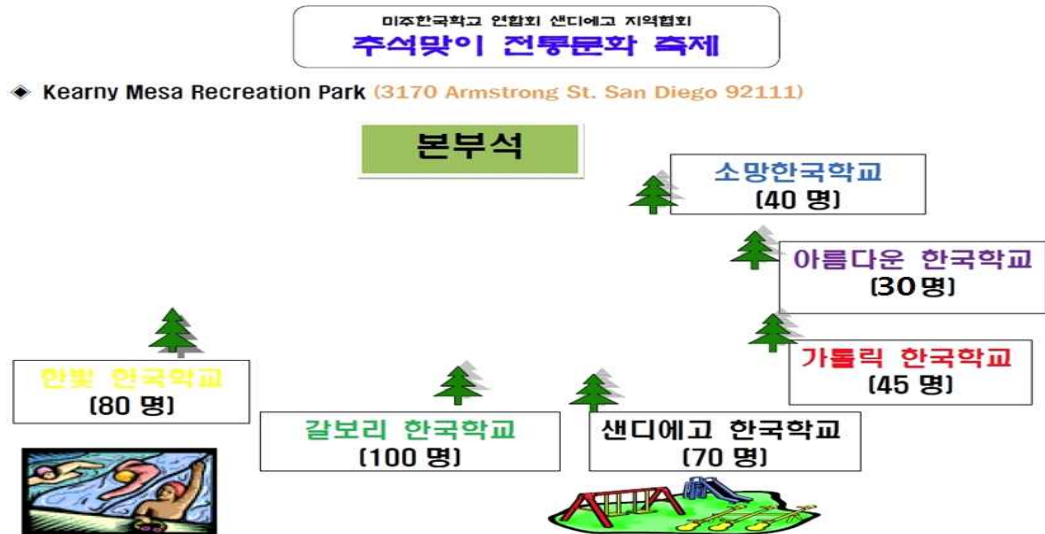 미주한국학교 연합회 샌디에고 지역협회
추석맞이 전통문화 축제
◈ Kearny Mesa Recreation Park (3170 Armstrong St. San Diego 92111)
본부석
소망한국학교
(40 명)
아름다운 한국학교
(30 명)
가톨릭 한국학교
(45 명)
한빛 한국학교
(80 명)
갈보리 한국학교
(100 명)
샌디에고 한국학교
(70 명)